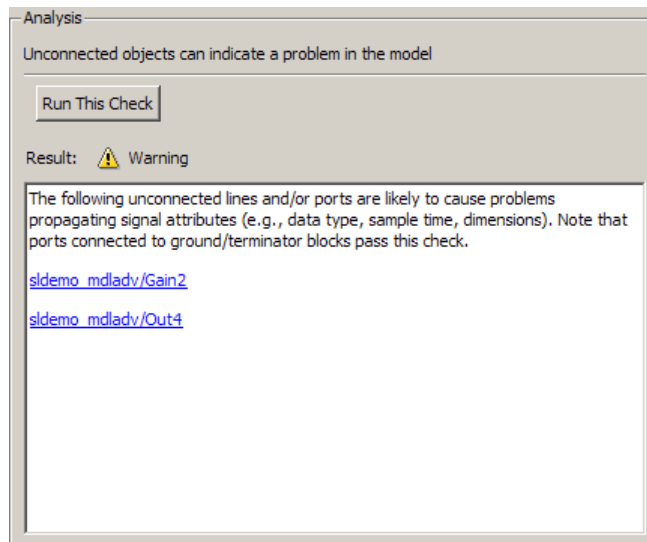 Analysis
Unconnected objects can indicate a problem in the model
Run This Check
Result: Warning
The following unconnected lines and/or ports are likely to cause problems
propagating signal attributes (e.g., data type, sample time, dimensions). Note that
ports connected to ground/terminator blocks pass this check.
sldemo_mdladv/Gain2
sldemo_mdladv/Out4